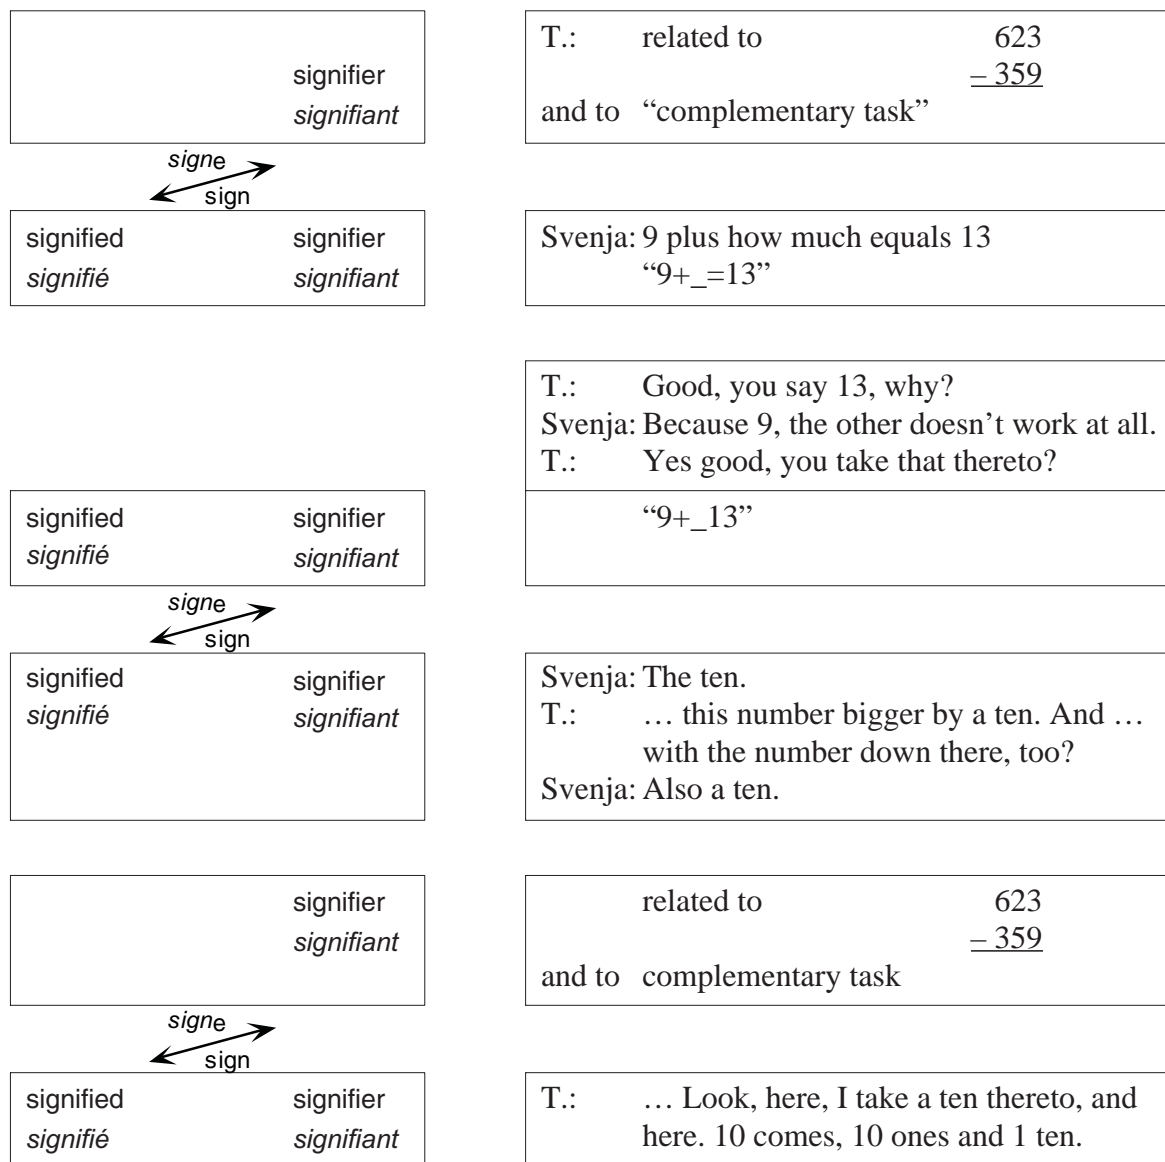 signifier
signifiant
T.: related to 623
– 359
and to “complementary task”
signe
sign
signified signifier
signifié signifiant
Svenja: 9 plus how much equals 13
“9+_=13”
T.: Good, you say 13, why?
Svenja: Because 9, the other doesn’t work at all.
T.: Yes good, you take that thereto?
signified signifier
signifié signifiant
“9+_13”
signe
sign
signified signifier
signifié signifiant
Svenja: The ten.
T.: … this number bigger by a ten. And …
with the number down there, too?
Svenja: Also a ten.
signifier
signifiant
related to 623
– 359
and to complementary task
signe
sign
signified signifier
signifié signifiant
T.: … Look, here, I take a ten thereto, and
here. 10 comes, 10 ones and 1 ten.